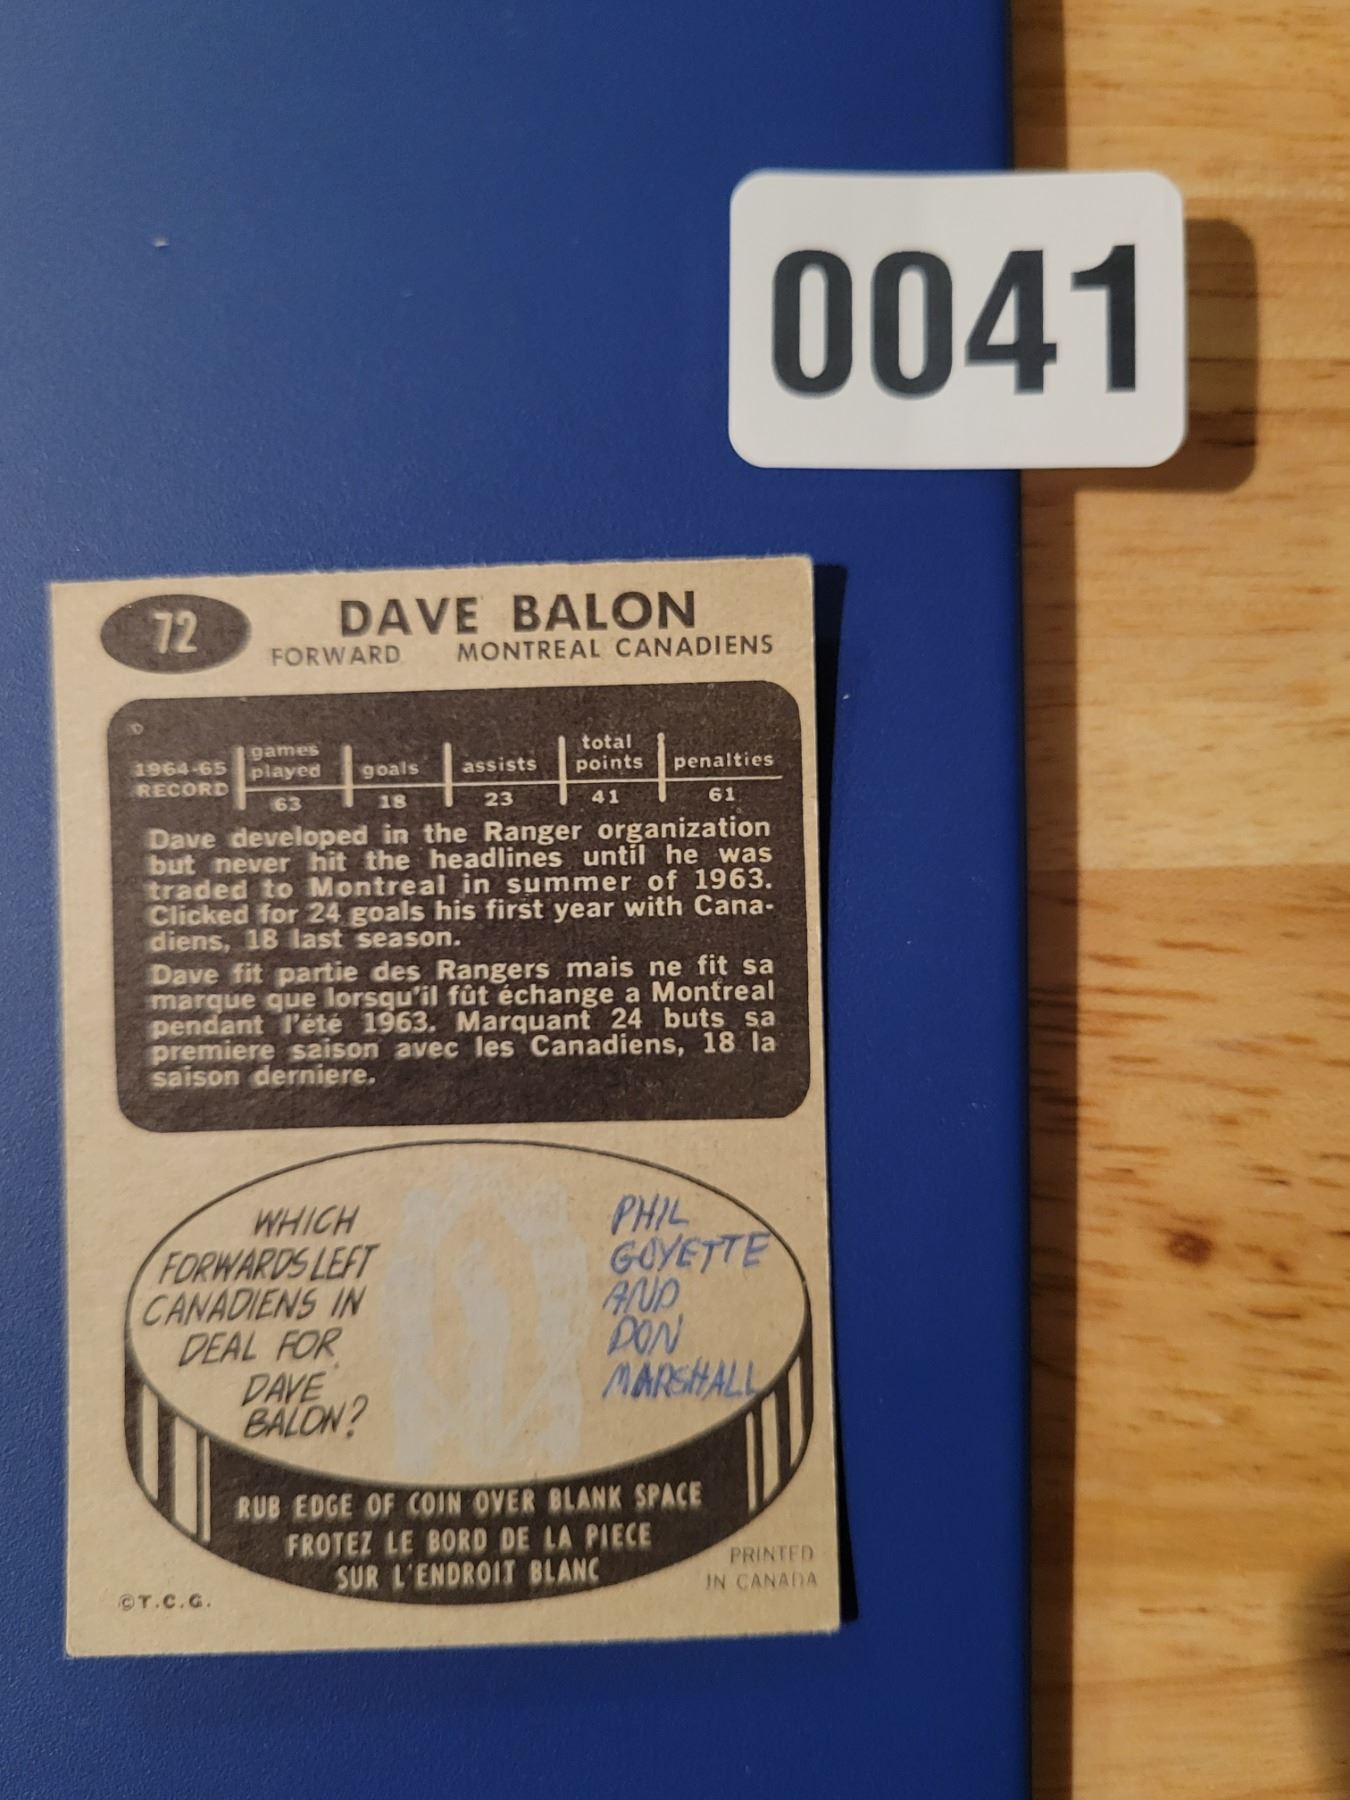 0041
72
DAVE BALON
FORWARD MONTREAL CANADIENS
1964-65 RECORD | games played | goals | assists | total points | penalties
63 18 23 41 61
Dave developed in the Ranger organization
but never hit the headlines until he was
traded to Montreal in summer of 1963.
Clicked for 24 goals his first year with Cana-
diens, 18 last season.
Dave fit partie des Rangers mais ne fit sa
marque que lorsqu'il fût échange a Montreal
pendant l'été 1963. Marquant 24 buts sa
premiere saison avec les Canadiens, 18 la
saison derniere.
WHICH
FORWARDS LEFT
CANADIENS IN
DEAL FOR
DAVE
BALON?
PHIL
GOYETTE
AND
DON
MARSHALL
RUB EDGE OF COIN OVER BLANK SPACE
FROTEZ LE BORD DE LA PIECE
SUR L'ENDROIT BLANC
PRINTED
IN CANADA
©T.C.G.